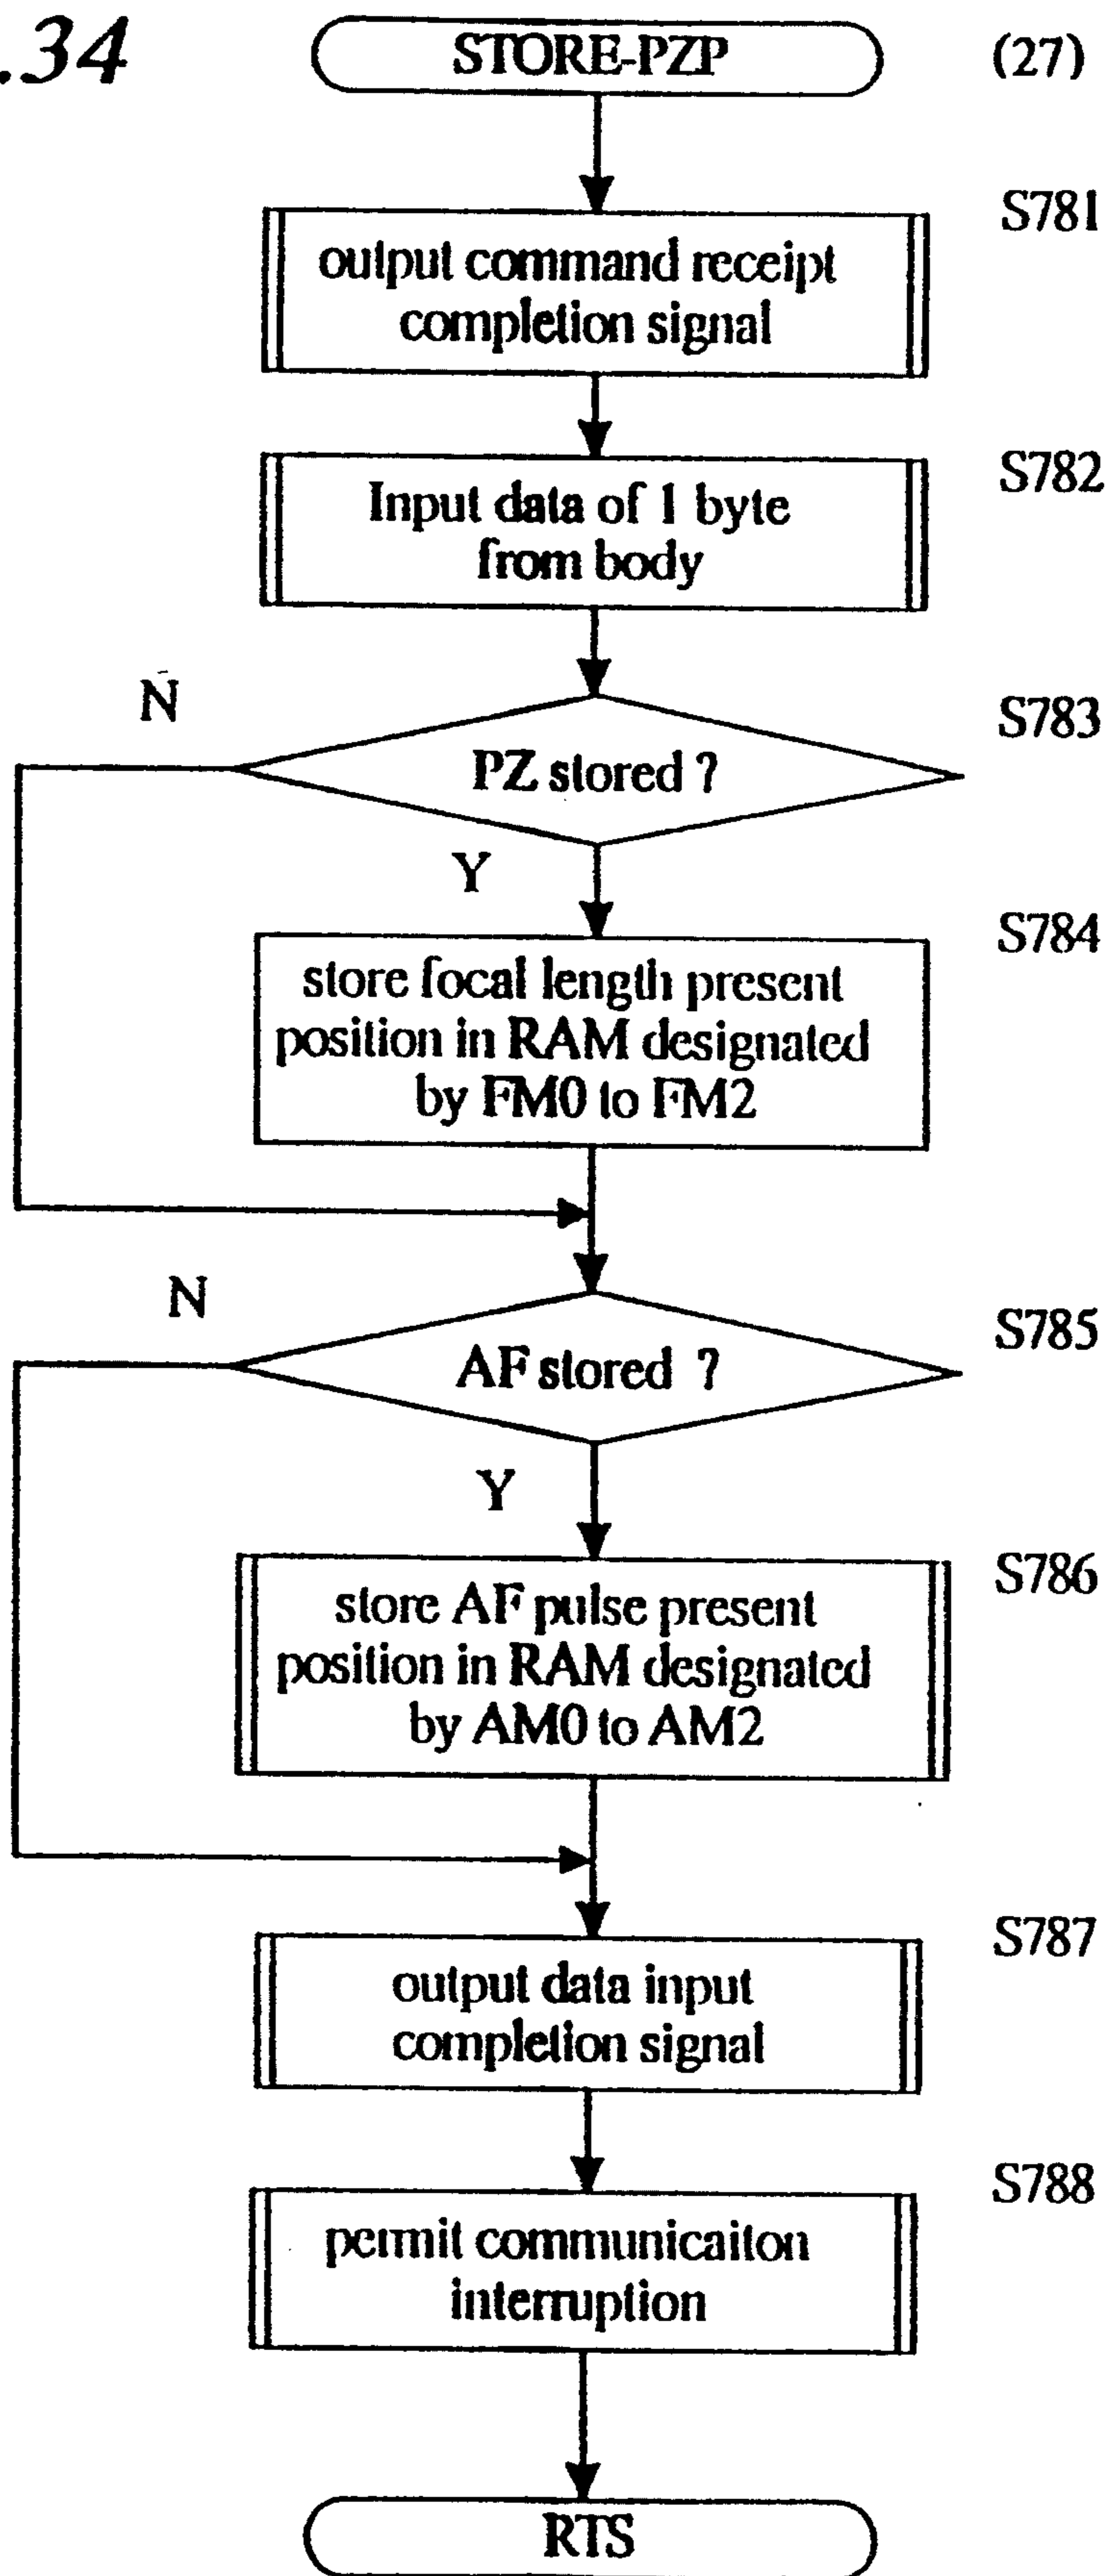 .34
STORE-PZP
(27)
S781
output command receipt
completion signal
S782
Input data of 1 byte
from body
S783
N
PZ stored ?
Y
S784
store focal length present
position in RAM designated
by FM0 to FM2
N
S785
AF stored ?
Y
S786
store AF pulse present
position in RAM designated
by AM0 to AM2
S787
output data input
completion signal
S788
permit communicaiton
interruption
RTS